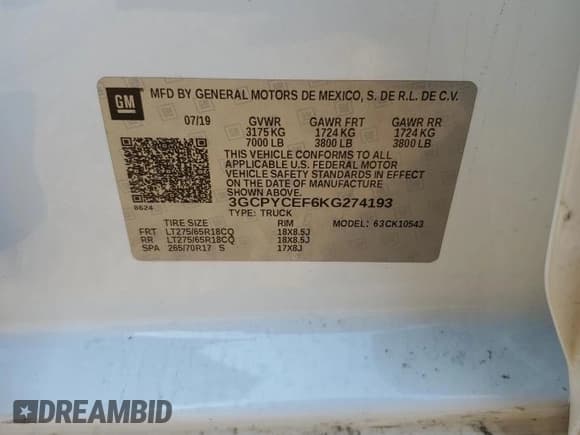 GM
MFD BY GENERAL MOTORS DE MEXICO, S. DE R.L. DE C.V.
07/19 GVWR GAWR FRT GAWR RR
3175 KG 1724 KG 1724 KG
7000 LB 3800 LB 3800 LB
THIS VEHICLE CONFORMS TO ALL
APPLICABLE U.S. FEDERAL MOTOR
VEHICLE SAFETY STANDARDS IN EFFECT
ON THE DATE OF MANUFACTURE
SHOWN ABOVE.
3GCPYCEF6KG274193
8624
TYPE: TRUCK
TIRE SIZE RIM MODEL: 63CK10543
FRT LT275/65R18CQ 18X8.5J
RR LT275/65R18CQ 18X8.5J
SPA 265/70R17 S 17X8J
DREAMBID